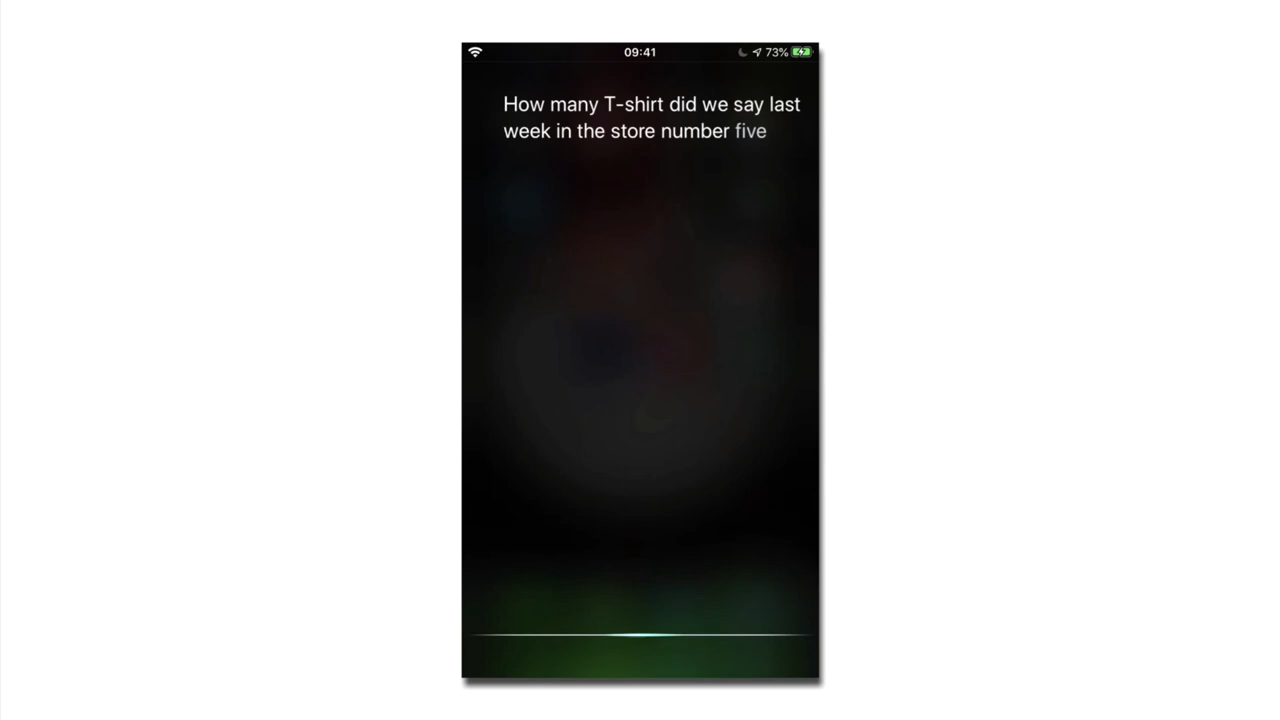 09:41
73%
How many T-shirt did we say last
week in the store number five